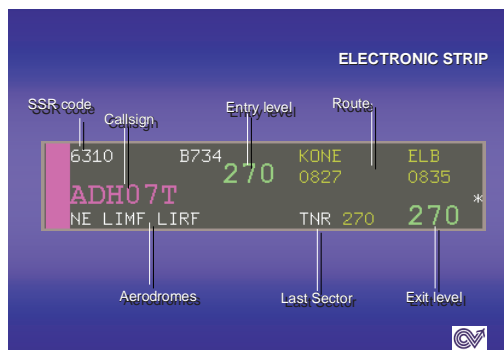 ELECTRONIC STRIP
SSR code
Callsign
Entry level
Route
6310 B734 270 KONE ELB
0827 0835
ADH07T *
NE LIMF LIRF TNR 270 270
Aerodromes
Last Sector
Exit level